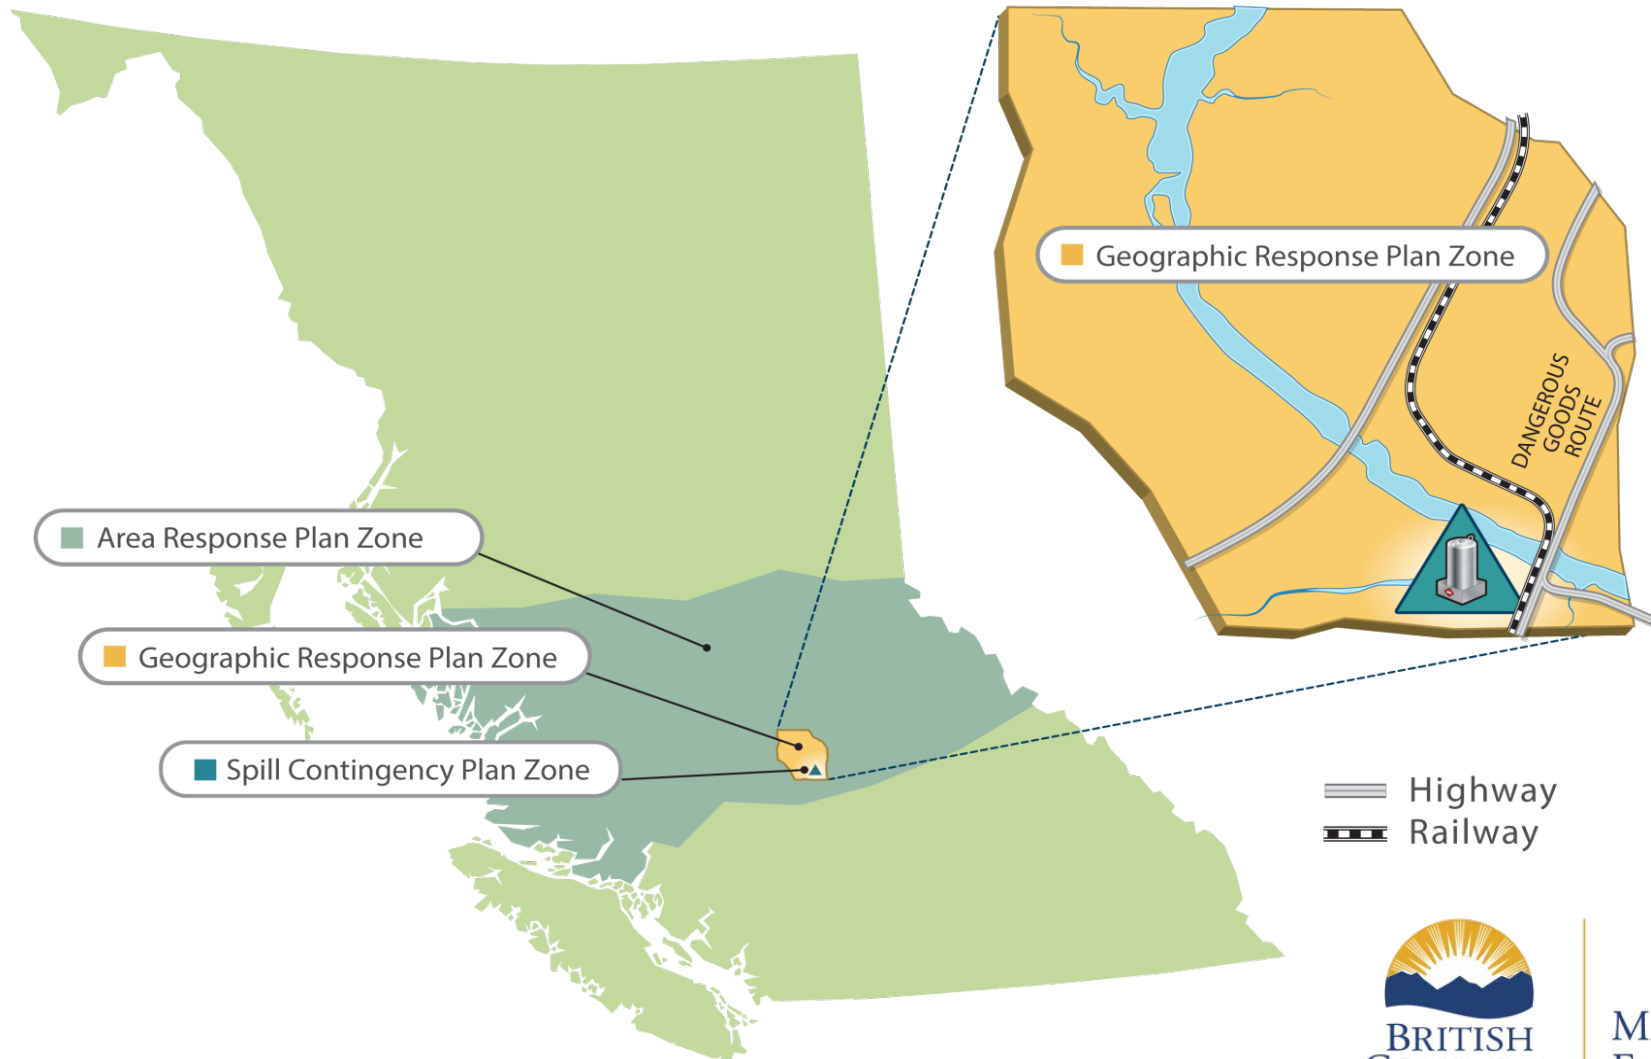 Geographic Response Plan Zone
DANGEROUS
GOODS
ROUTE
Area Response Plan Zone
Geographic Response Plan Zone
Spill Contingency Plan Zone
Highway
Railway
BRITISH